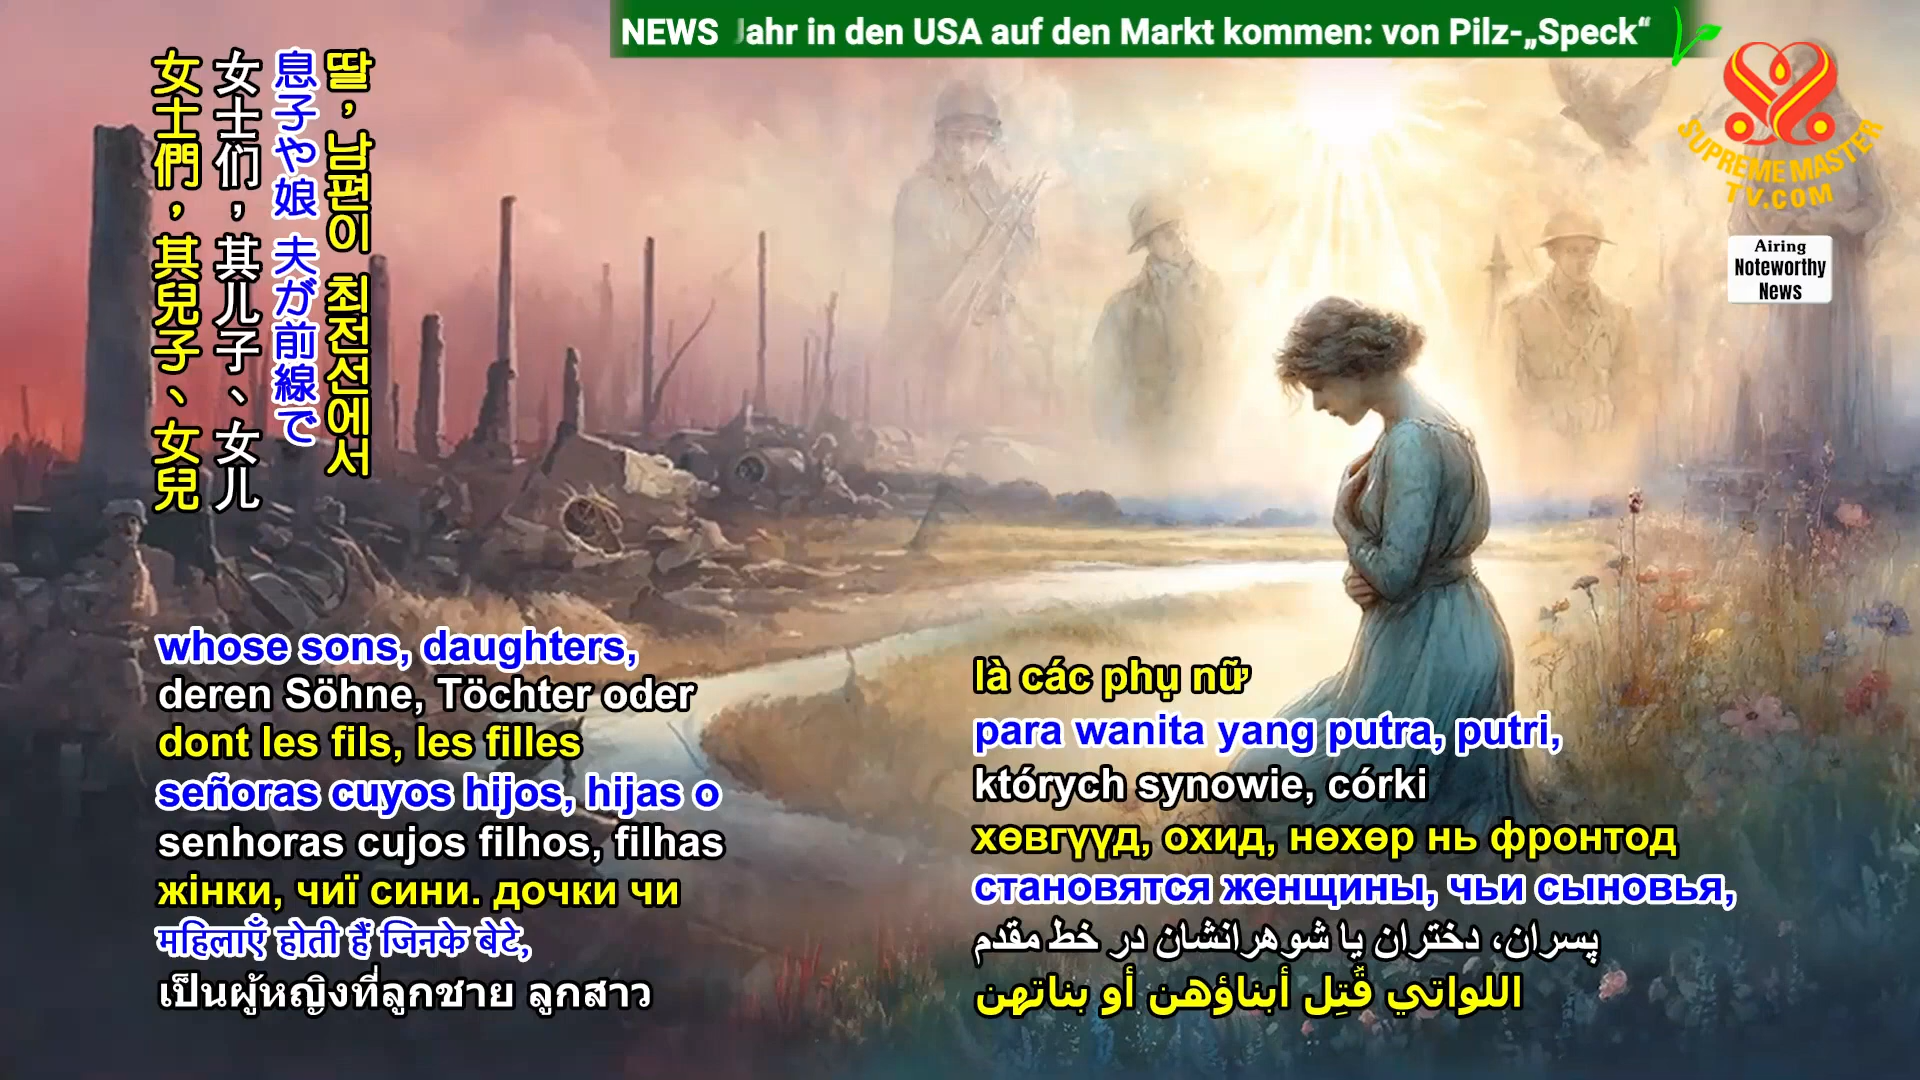 NEWS Jahr in den USA auf den Markt kommen: von Pilz-„Speck“
SUPREME MASTER
TV.COM
Airing
Noteworthy
News
딸, 남편이 최전선에서
息子や娘 夫が前線で
女士们，其儿子、女儿
女士們，其兒子、女兒
whose sons, daughters,
deren Söhne, Töchter oder
dont les fils, les filles
señoras cuyos hijos, hijas o
senhoras cujos filhos, filhas
жінки, чиї сини. дочки чи
महिलाएँ होती हैं जिनके बेटे,
เป็นผู้หญิงที่ลูกชาย ลูกสาว
là các phụ nữ
para wanita yang putra, putri,
których synowie, córki
хөвгүүд, охид, нөхөр нь фронтод
становятся женщины, чьи сыновья,
پسران، دختران یا شوهرانشان در خط مقدم
اللواتي قُتِل أبناؤهن أو بناتهن